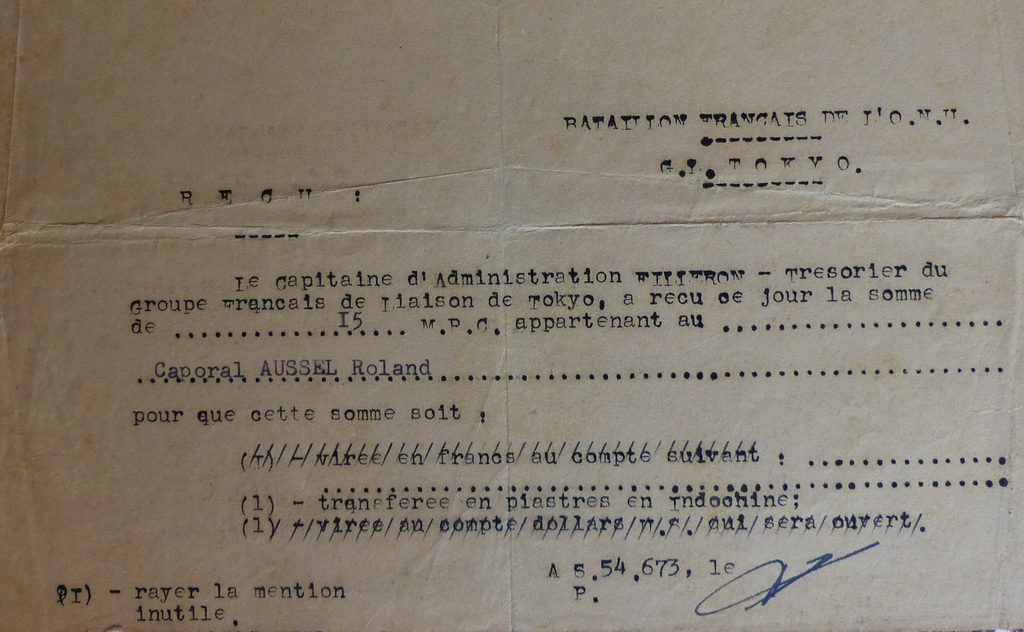 BATAILLON FRANCAIS DE L'O.N.U.
G.L. TOKYO.
RECU :
Le Capitaine d'Administration - Tresorier du
Groupe Francais de Liaison de Tokyo, a recu ce jour la somme
de ................I5.... M.P.C. appartenant au ......................
Caporal AUSSEL Roland
pour que cette somme soit :
(1) - viree en francs au compte suivant : ................
(1) - transferee en piastres en Indochine;
(1) - viree au compte dollars qui sera ouvert.
A S.P. 54.673, le
(I) - rayer la mention
inutile.